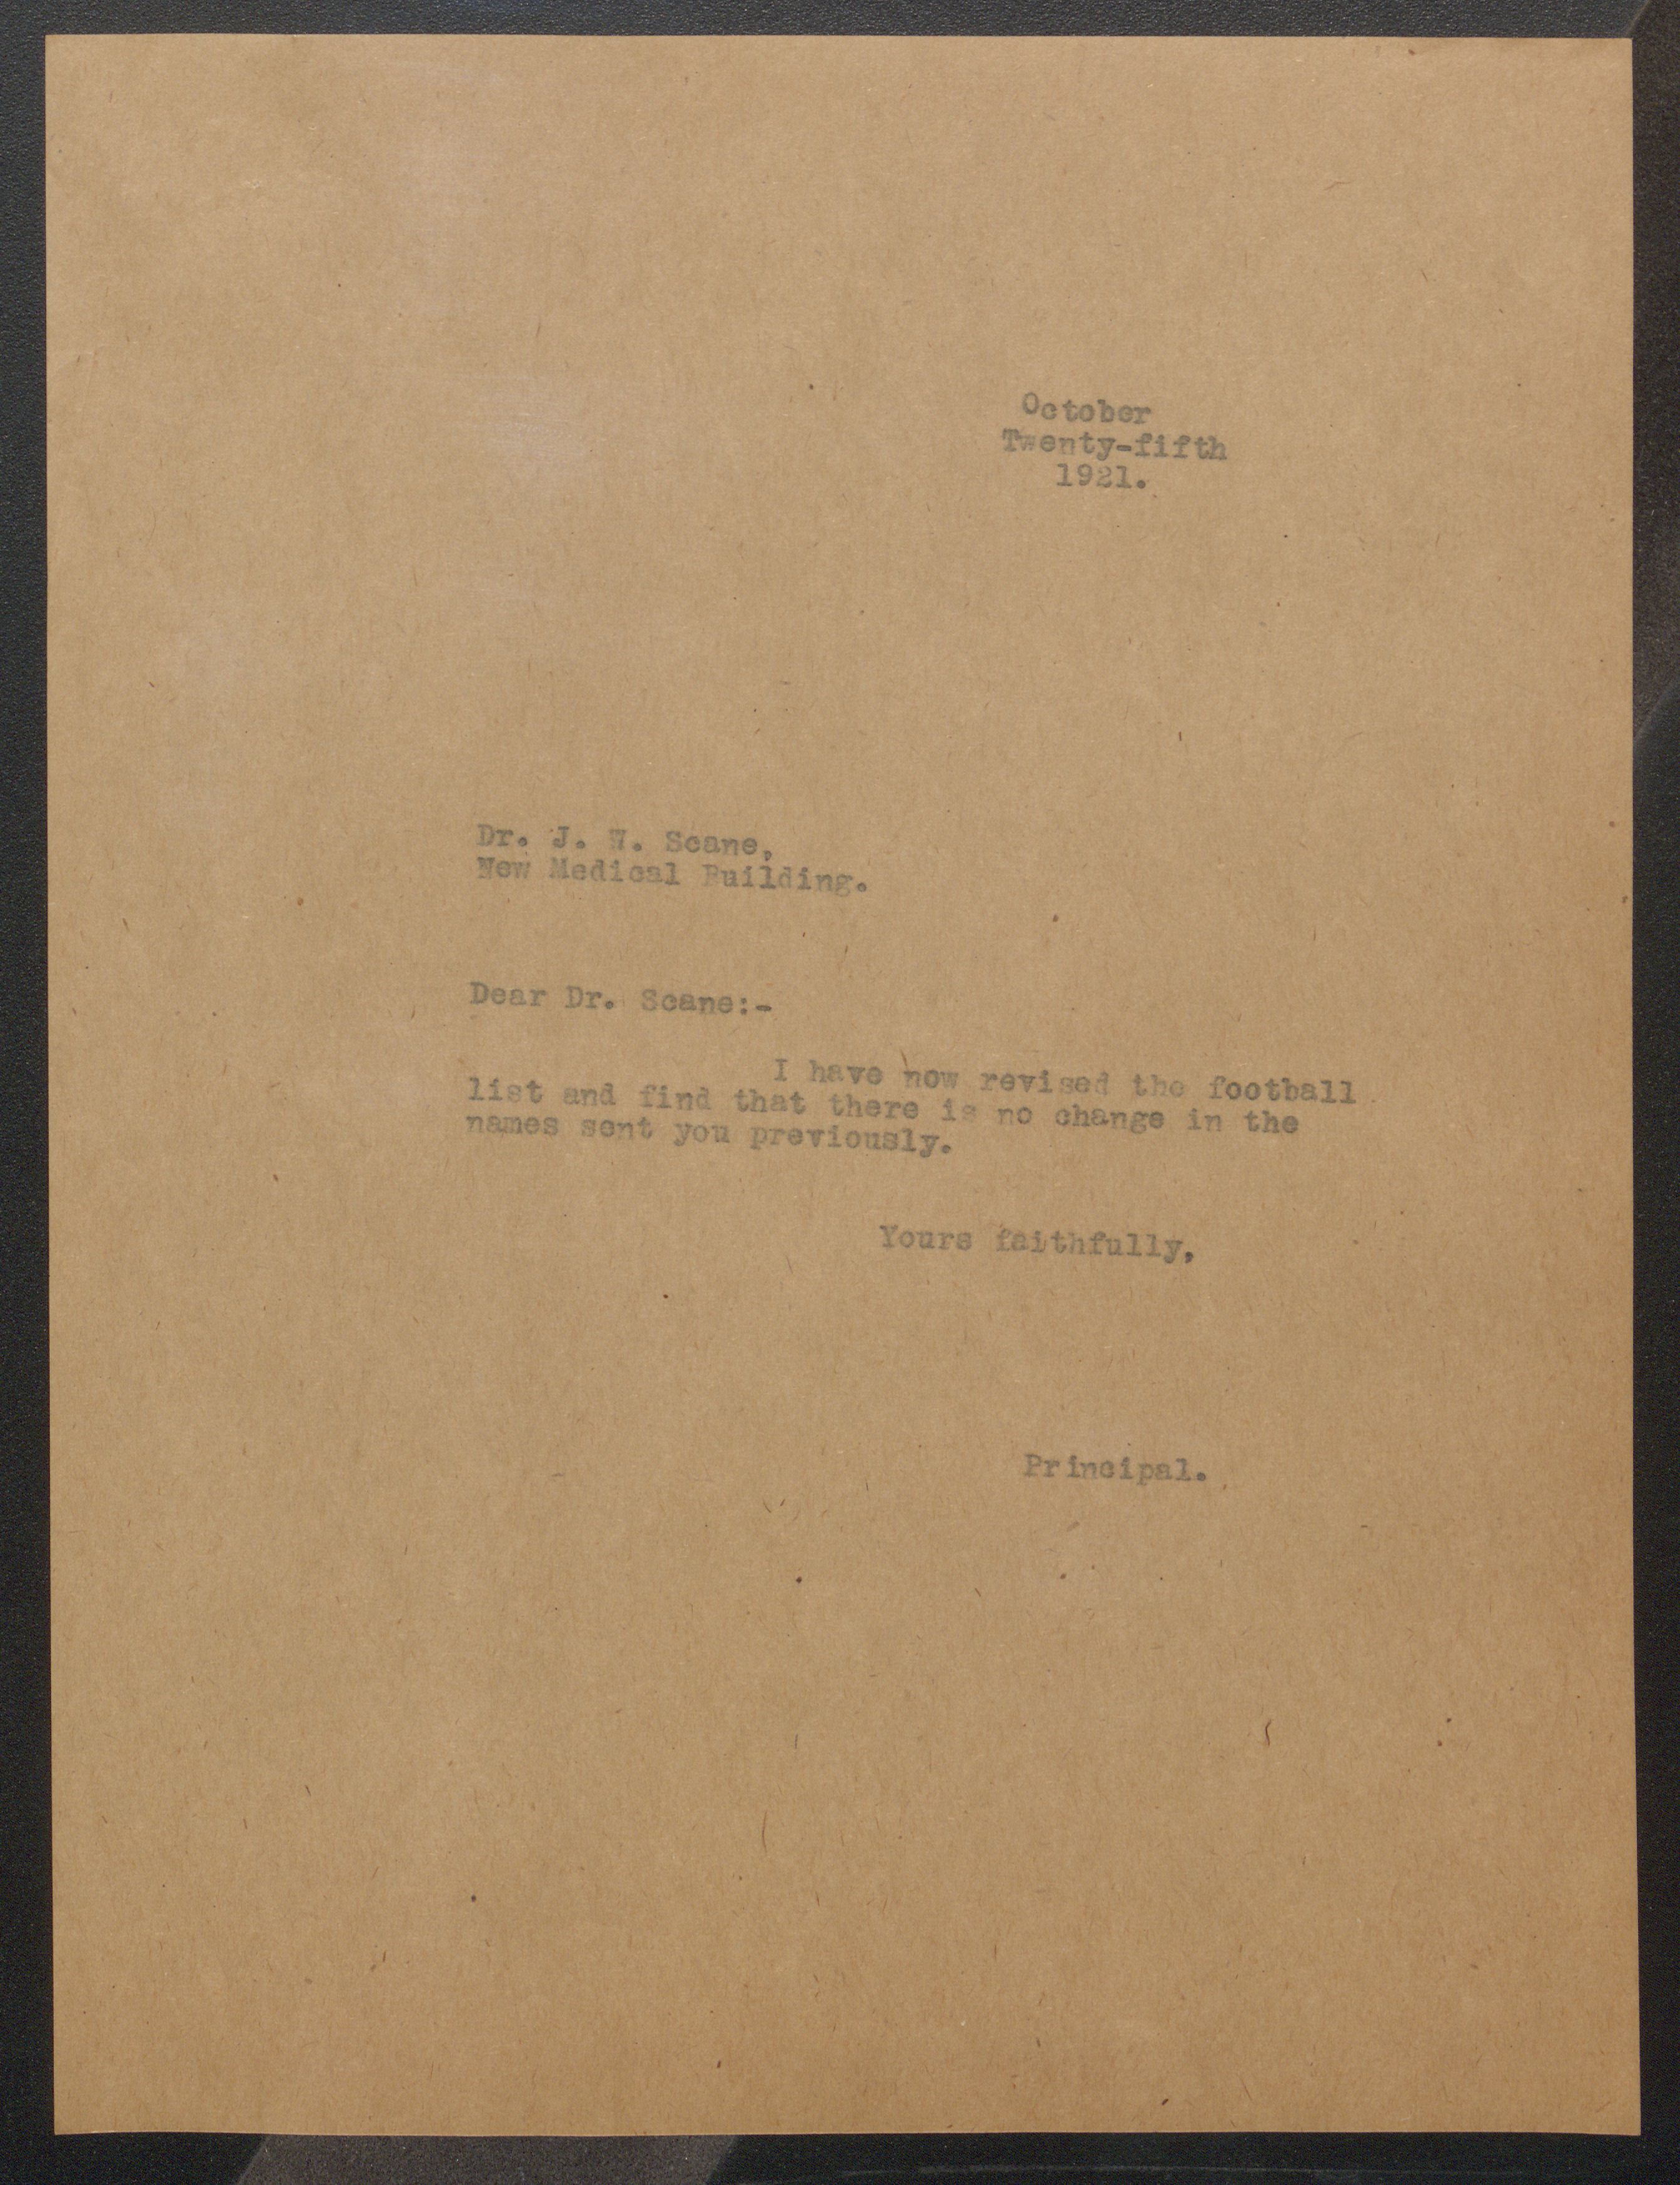 October
Twenty-fifth
1921.
Dr. J. W. Scane,
New Medical Building.
Dear Dr. Scane:-
I have now revised the football
list and find that there is no change in the
names sent you previously.
Yours faithfully,
Principal.